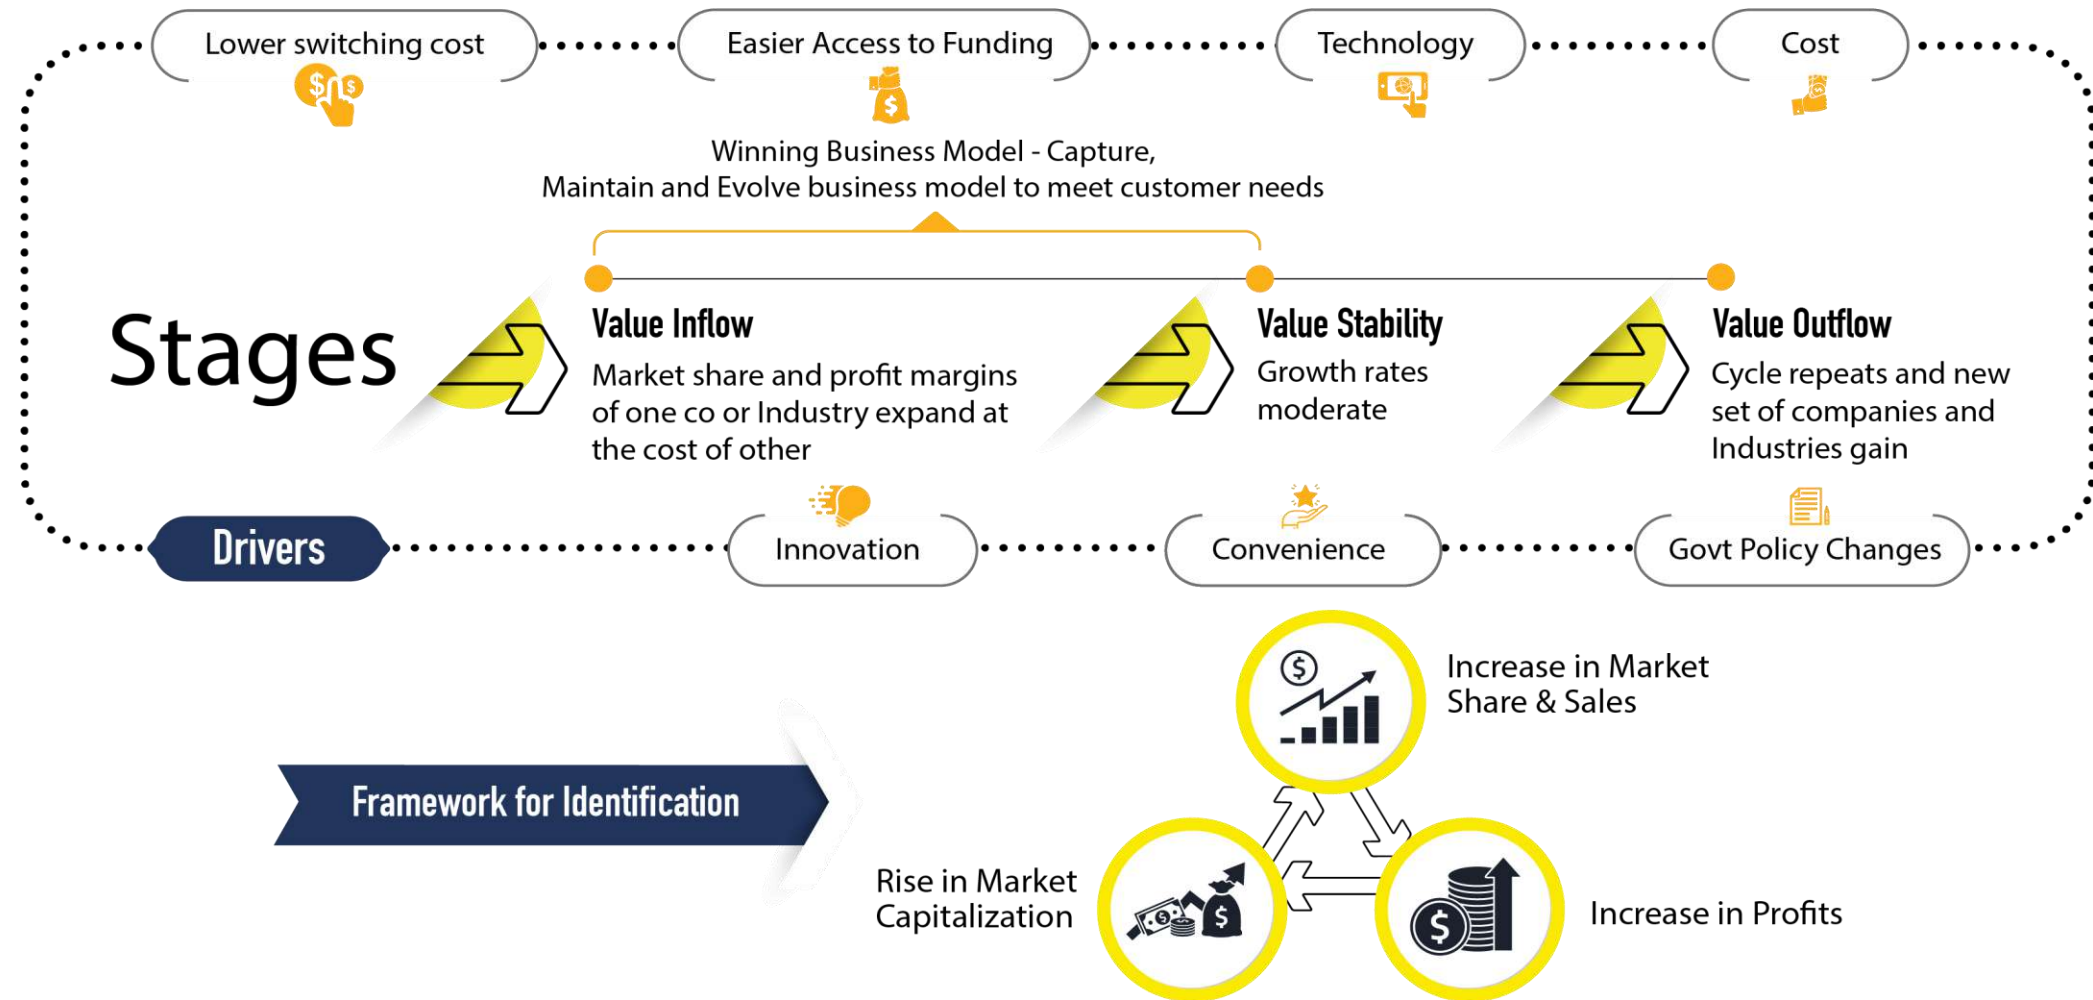 Lower switching cost
Easier Access to Funding
Technology
Cost
Winning Business Model - Capture,
Maintain and Evolve business model to meet customer needs
Stages
Value Inflow
Market share and profit margins
of one co or Industry expand at
the cost of other
Value Stability
Growth rates
moderate
Value Outflow
Cycle repeats and new
set of companies and
Industries gain
Drivers
Innovation
Convenience
Govt Policy Changes
Framework for Identification
Increase in Market
Share & Sales
Rise in Market
Capitalization
Increase in Profits